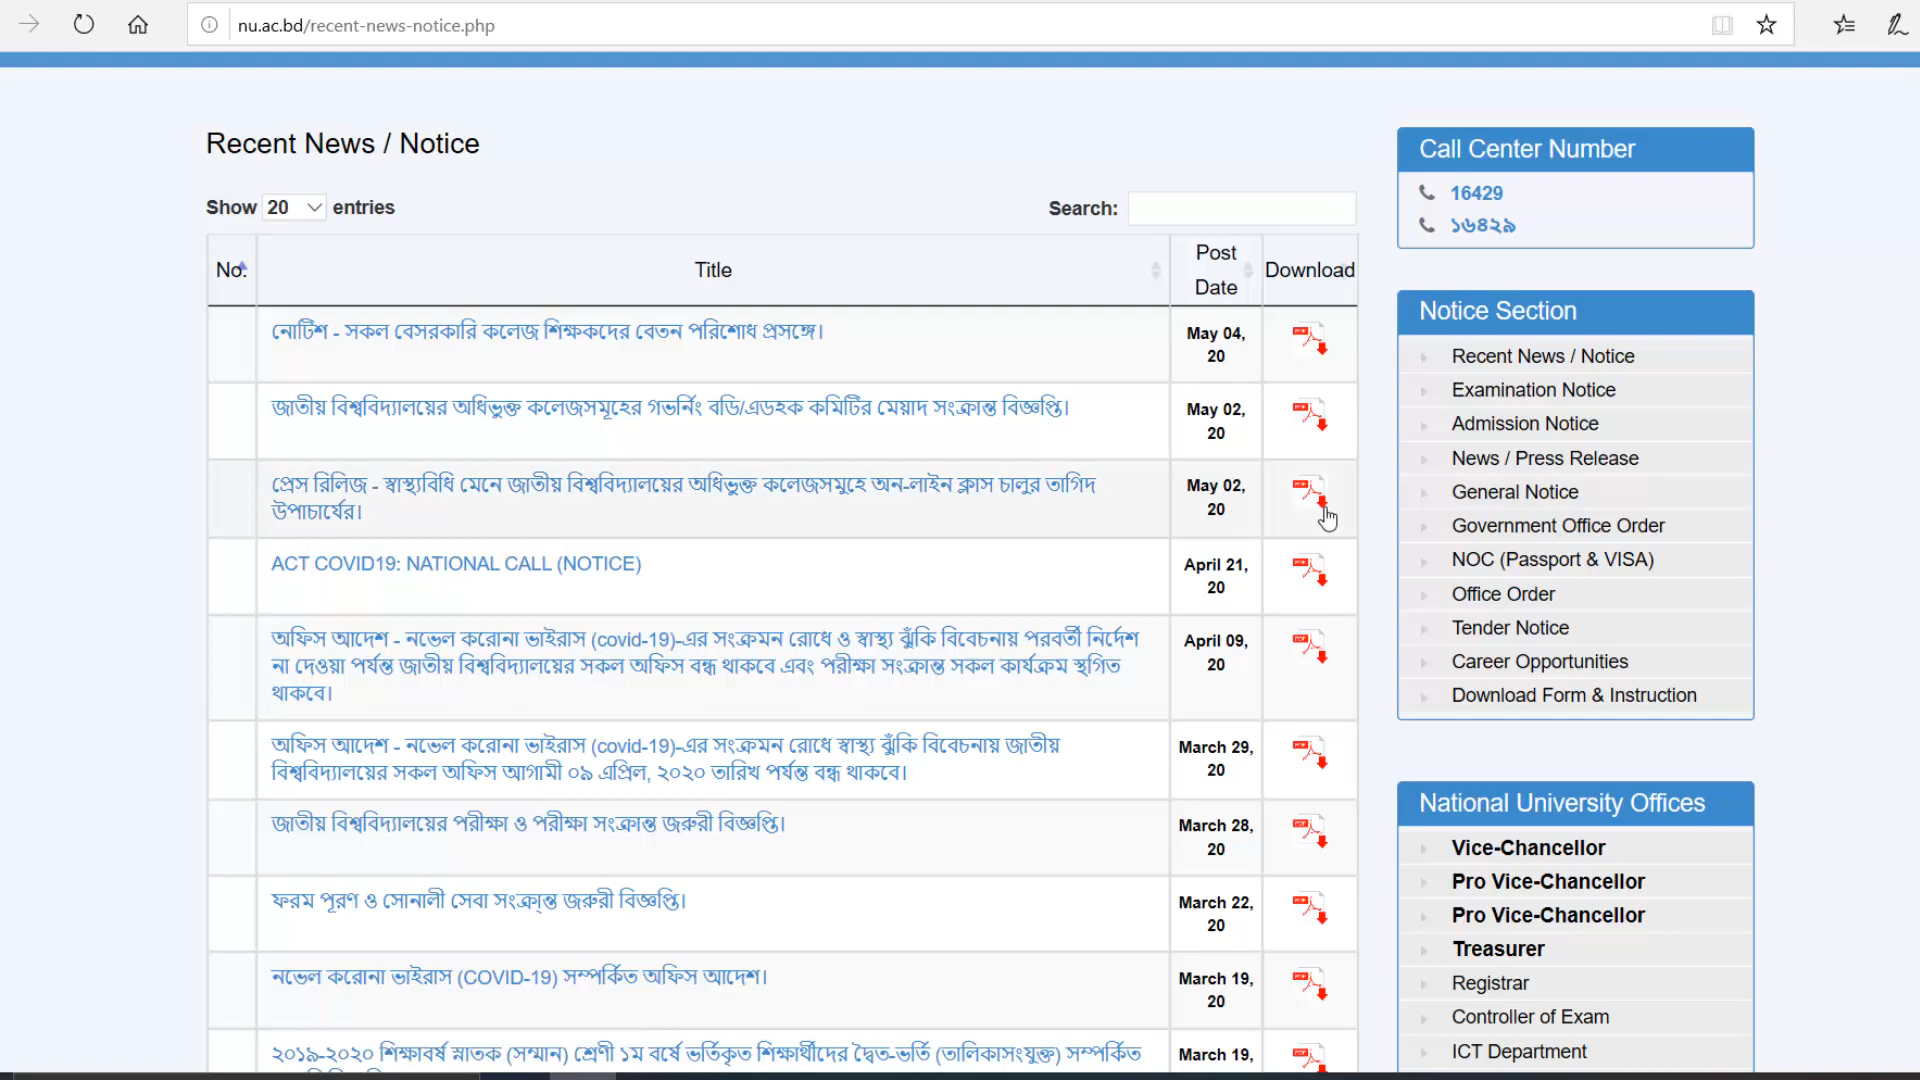 nu.ac.bd/recent-news-notice.php
Recent News / Notice
Show 20 entries
Search:
No.
Title
Post
Date
Download
নোটিশ - সকল বেসরকারি কলেজ শিক্ষকদের বেতন পরিশোধ প্রসঙ্গে।
May 04,
20
জাতীয় বিশ্ববিদ্যালয়ের অধিভুক্ত কলেজসমূহের গভর্নিং বডি/এডহক কমিটির মেয়াদ সংক্রান্ত বিজ্ঞপ্তি।
May 02,
20
প্রেস রিলিজ - স্বাস্থ্যবিধি মেনে জাতীয় বিশ্ববিদ্যালয়ের অধিভুক্ত কলেজসমুহে অন-লাইন ক্লাস চালুর তাগিদ
উপাচার্যের।
May 02,
20
ACT COVID19: NATIONAL CALL (NOTICE)
April 21,
20
অফিস আদেশ - নভেল করোনা ভাইরাস (covid-19)-এর সংক্রমন রোধে ও স্বাস্থ্য ঝুঁকি বিবেচনায় পরবর্তী নির্দেশ
না দেওয়া পর্যন্ত জাতীয় বিশ্ববিদ্যালয়ের সকল অফিস বন্ধ থাকবে এবং পরীক্ষা সংক্রান্ত সকল কার্যক্রম স্থগিত
থাকবে।
April 09,
20
অফিস আদেশ - নভেল করোনা ভাইরাস (covid-19)-এর সংক্রমন রোধে স্বাস্থ্য ঝুঁকি বিবেচনায় জাতীয়
বিশ্ববিদ্যালয়ের সকল অফিস আগামী ০৯ এপ্রিল, ২০২০ তারিখ পর্যন্ত বন্ধ থাকবে।
March 29,
20
জাতীয় বিশ্ববিদ্যালয়ের পরীক্ষা ও পরীক্ষা সংক্রান্ত জরুরী বিজ্ঞপ্তি।
March 28,
20
ফরম পূরণ ও সোনালী সেবা সংক্রা্ন্ত জরুরী বিজ্ঞপ্তি।
March 22,
20
নভেল করোনা ভাইরাস (COVID-19) সম্পর্কিত অফিস আদেশ।
March 19,
20
২০১৯-২০২০ শিক্ষাবর্ষ স্নাতক (সম্মান) শ্রেণী ১ম বর্ষে ভর্তিকৃত শিক্ষার্থীদের দ্বৈত-ভর্তি (তালিকাসংযুক্ত) সম্পর্কিত
March 19,
Call Center Number
16429
১৬৪২৯
Notice Section
Recent News / Notice
Examination Notice
Admission Notice
News / Press Release
General Notice
Government Office Order
NOC (Passport & VISA)
Office Order
Tender Notice
Career Opportunities
Download Form & Instruction
National University Offices
Vice-Chancellor
Pro Vice-Chancellor
Pro Vice-Chancellor
Treasurer
Registrar
Controller of Exam
ICT Department